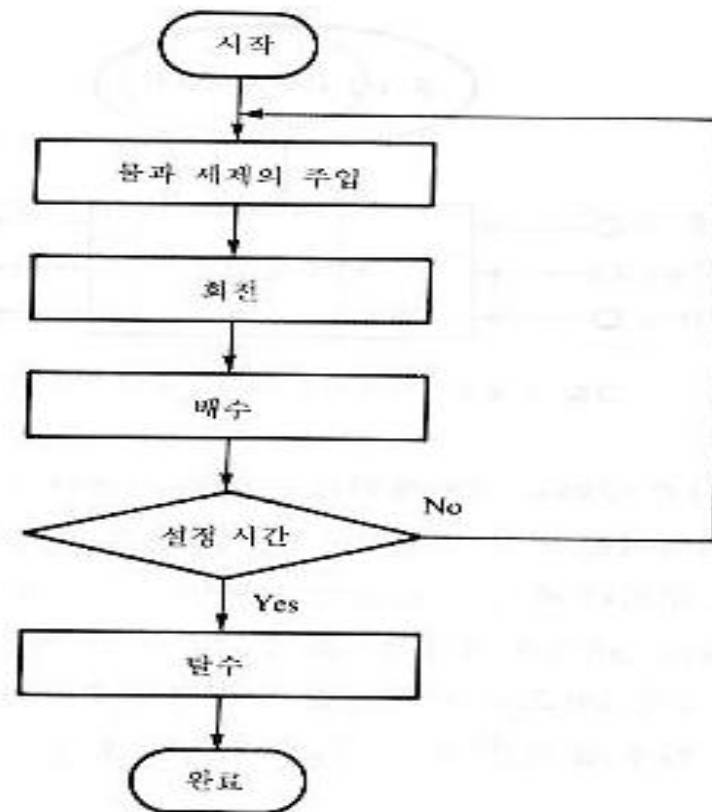 시작
물과 세제의 주입
회전
배수
설정 시간
No
Yes
탈수
완료